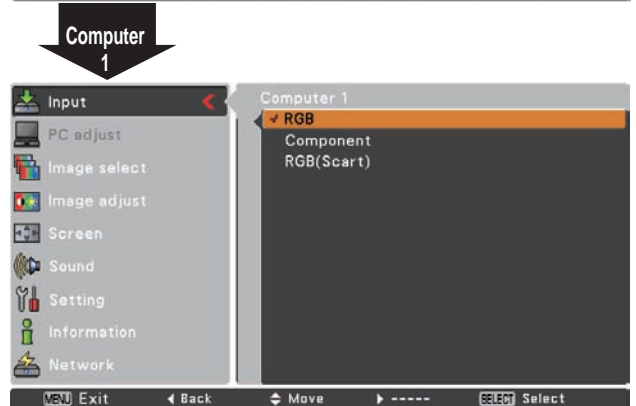 Computer
1
Input
Computer 1
RGB
PC adjust
Component
Image select
RGB(Scart)
Image adjust
Screen
Sound
Setting
Information
Network
MENU Exit Back Move ----- SELECT Select